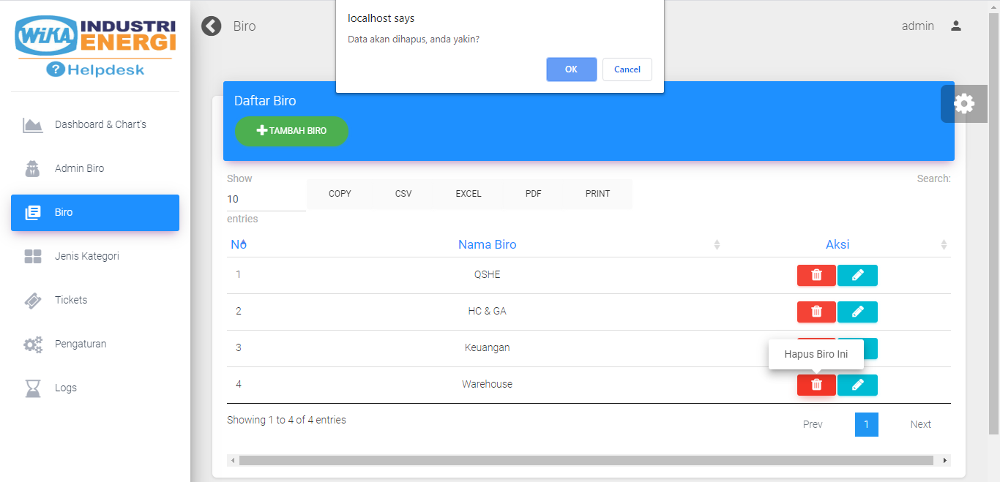 WiKA INDUSTRI
ENERGI
? Helpdesk
Biro
localhost says
Data akan dihapus, anda yakin?
OK
Cancel
admin
Dashboard & Chart's
Admin Biro
Biro
Jenis Kategori
Tickets
Pengaturan
Logs
Daftar Biro
TAMBAH BIRO
Show
10
entries
COPY CSV EXCEL PDF PRINT
Search:
No Nama Biro Aksi
1 QSHE
2 HC & GA
3 Keuangan
Hapus Biro Ini
4 Warehouse
Showing 1 to 4 of 4 entries
Prev 1 Next